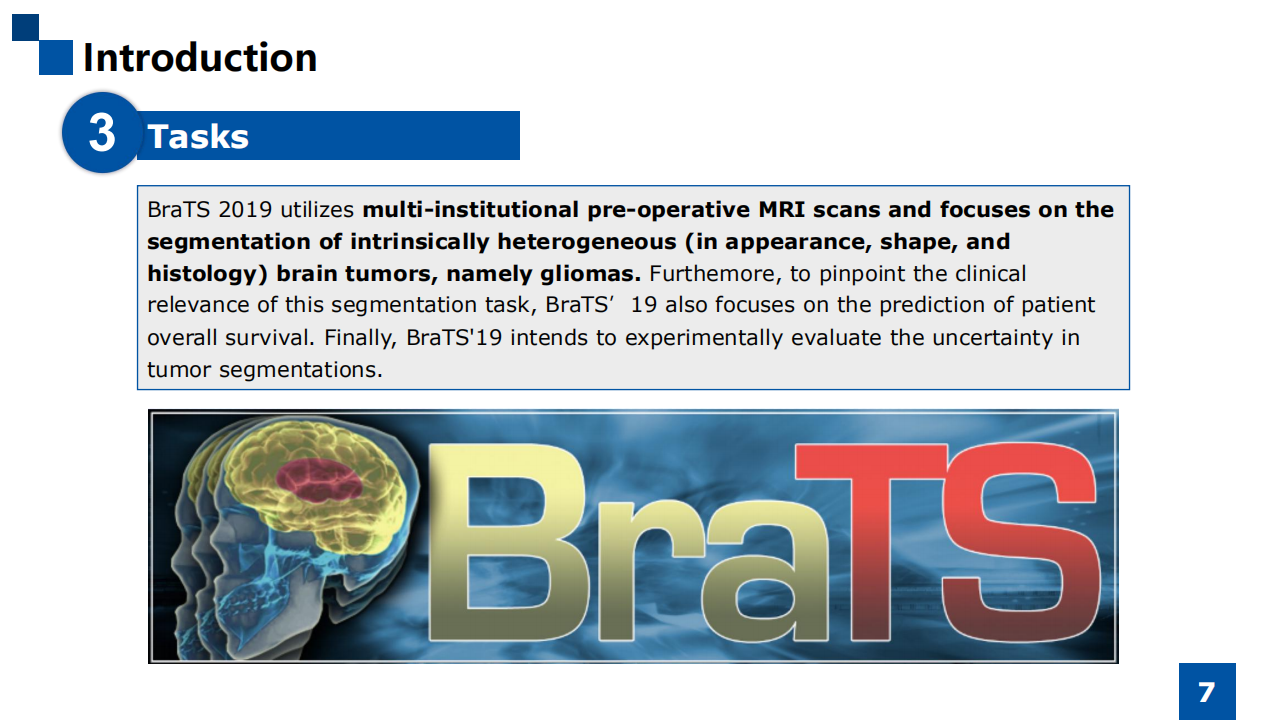 Introduction
3
Tasks
BraTS 2019 utilizes multi-institutional pre-operative MRI scans and focuses on the
segmentation of intrinsically heterogeneous (in appearance, shape, and
histology) brain tumors, namely gliomas. Furthemore, to pinpoint the clinical
relevance of this segmentation task, BraTS’ 19 also focuses on the prediction of patient
overall survival. Finally, BraTS'19 intends to experimentally evaluate the uncertainty in
tumor segmentations.
BraTS
7